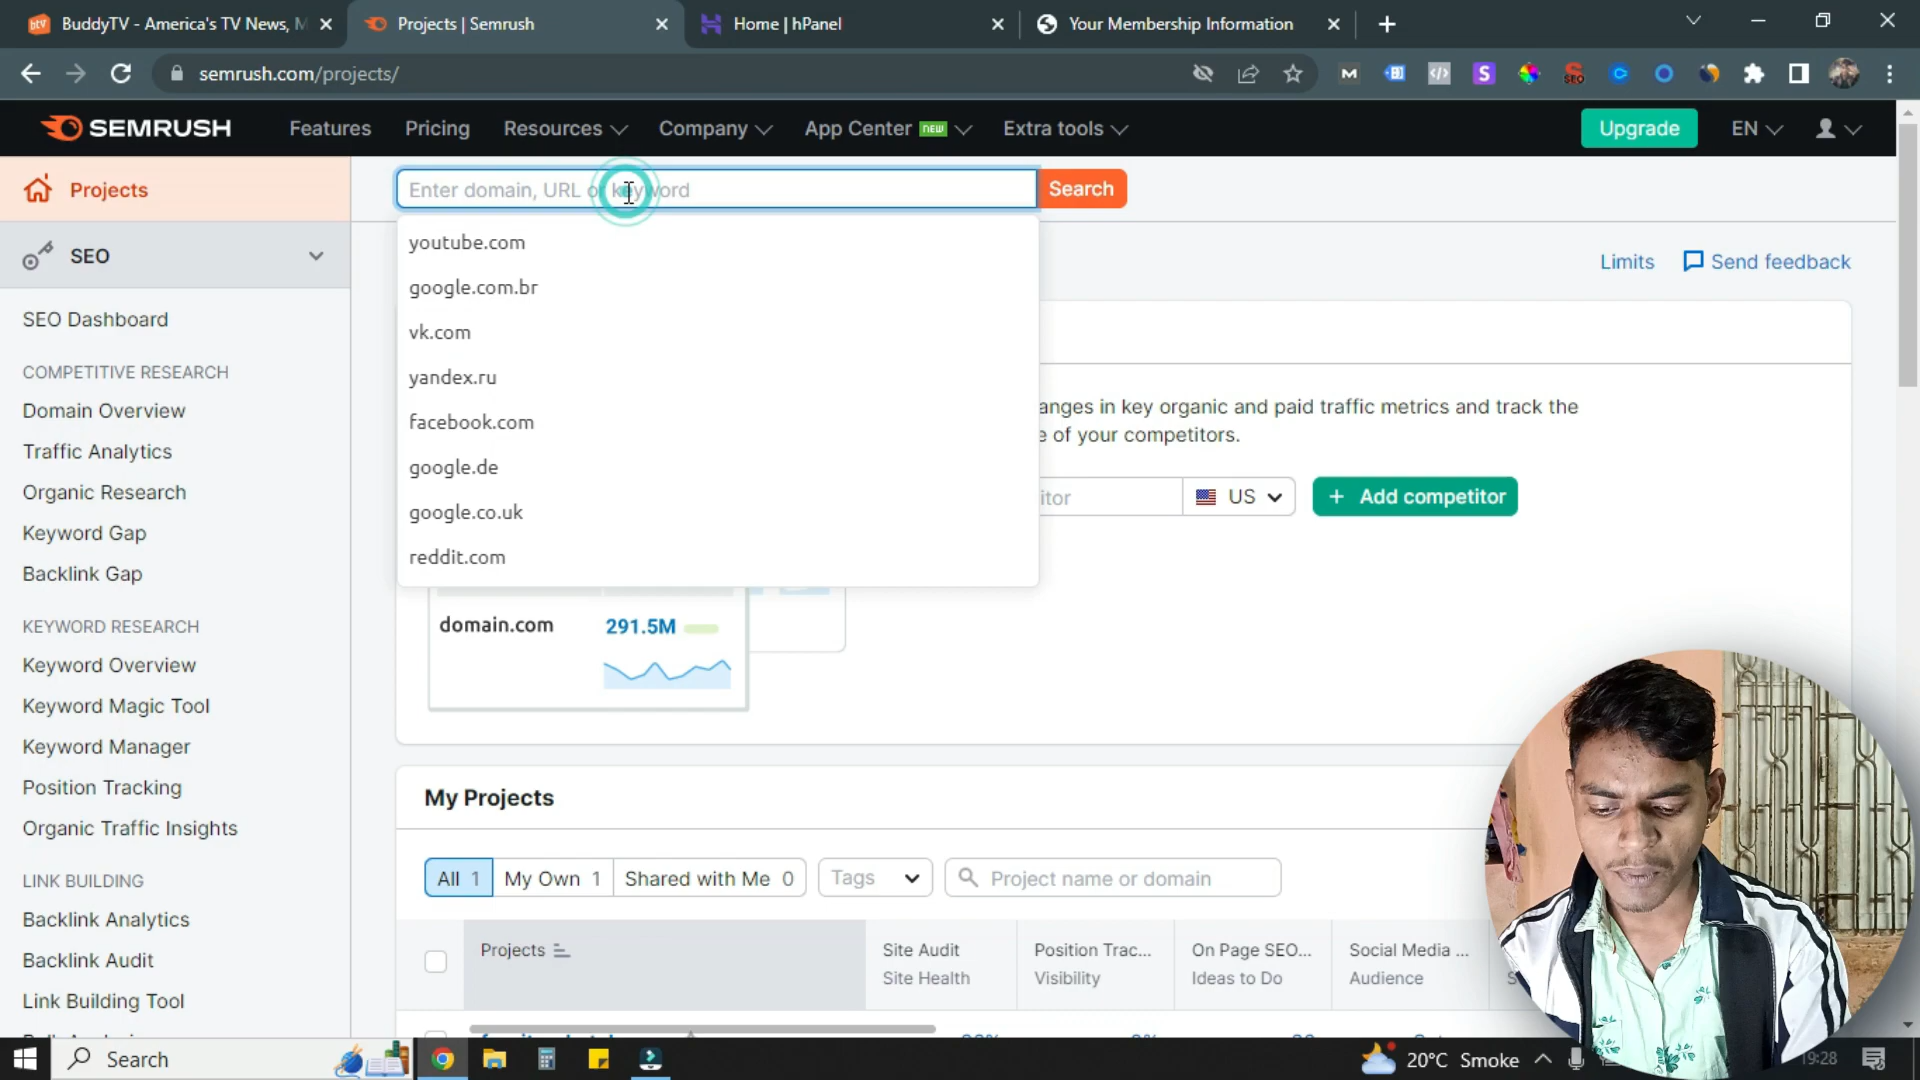 BuddyTV - America's TV News, M
Projects | Semrush
Home | hPanel
Your Membership Information
semrush.com/projects/
SEMRUSH
Features
Pricing
Resources
Company
App Center NEW
Extra tools
Upgrade
EN
Projects
Enter domain, URL or keyword
Search
SEO
youtube.com
google.com.br
vk.com
yandex.ru
facebook.com
google.de
google.co.uk
reddit.com
Limits
Send feedback
SEO Dashboard
COMPETITIVE RESEARCH
Domain Overview
Traffic Analytics
Organic Research
Keyword Gap
Backlink Gap
KEYWORD RESEARCH
Keyword Overview
Keyword Magic Tool
Keyword Manager
Position Tracking
Organic Traffic Insights
LINK BUILDING
Backlink Analytics
Backlink Audit
Link Building Tool
anges in key organic and paid traffic metrics and track the
e of your competitors.
itor
US
+ Add competitor
domain.com
291.5M
My Projects
All 1
My Own 1
Shared with Me 0
Tags
Project name or domain
Projects
Site Audit
Site Health
Position Trac...
Visibility
On Page SEO...
Ideas to Do
Social Media ...
Audience
Search
20°C Smoke
19:28